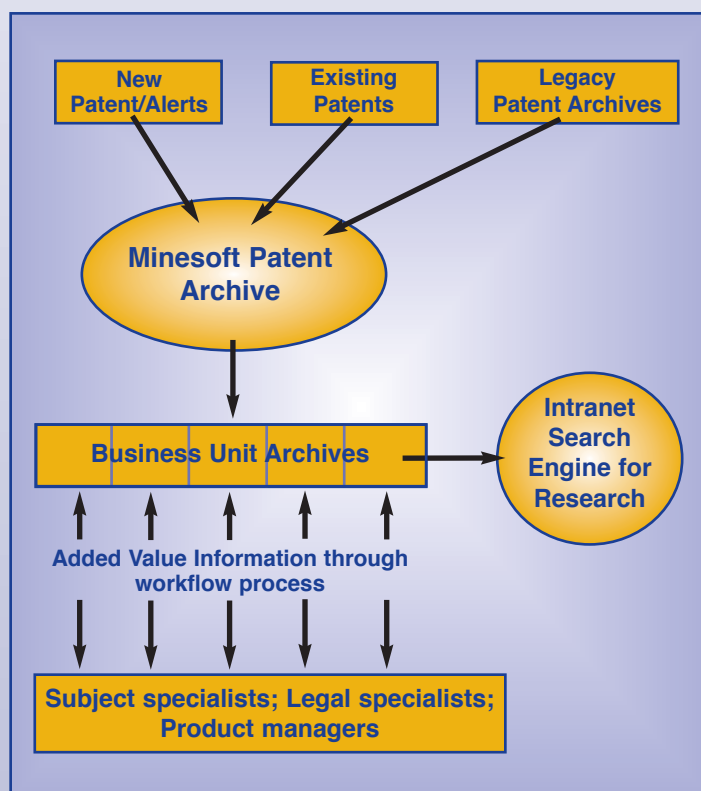 New
Patent/Alerts
Existing
Patents
Legacy
Patent Archives
Minesoft Patent
Archive
Business Unit Archives
Intranet
Search
Engine for
Research
Added Value Information through
workflow process
Subject specialists; Legal specialists;
Product managers